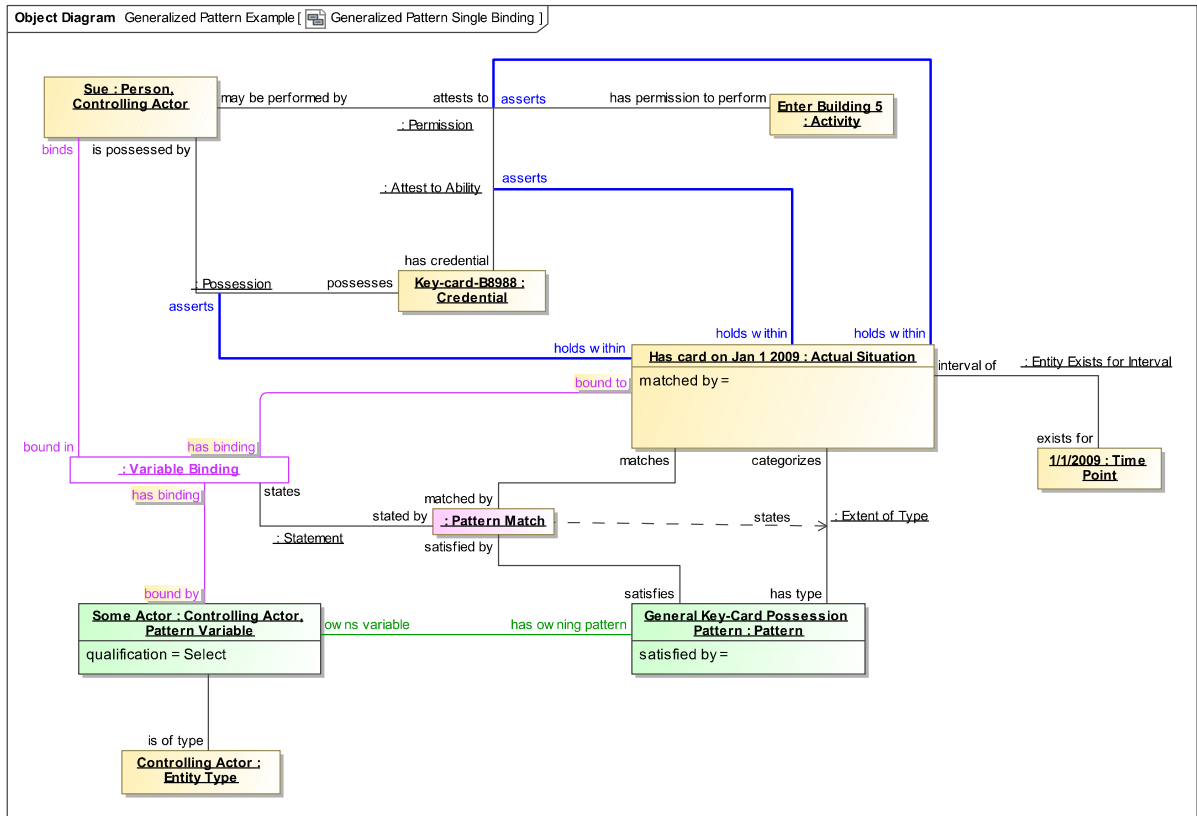 Object Diagram Generalized Pattern Example [ Generalized Pattern Single Binding ]
Sue : Person,
Controlling Actor
may be performed by
attests to
asserts
has permission to perform
Enter Building 5
: Activity
: Permission
binds
is possessed by
asserts
: Attest to Ability
has credential
: Possession
possesses
Key-card-B8988 :
Credential
asserts
holds within
holds within
holds within
Has card on Jan 1 2009 : Actual Situation
matched by =
interval of
: Entity Exists for Interval
bound to
exists for
1/1/2009 : Time
Point
bound in
has binding
: Variable Binding
matches
categorizes
has binding
states
matched by
stated by
: Pattern Match
states
: Extent of Type
: Statement
satisfied by
bound by
satisfies
has type
Some Actor : Controlling Actor,
Pattern Variable
qualification = Select
owns variable
has owning pattern
General Key-Card Possession
Pattern : Pattern
satisfied by =
is of type
Controlling Actor :
Entity Type